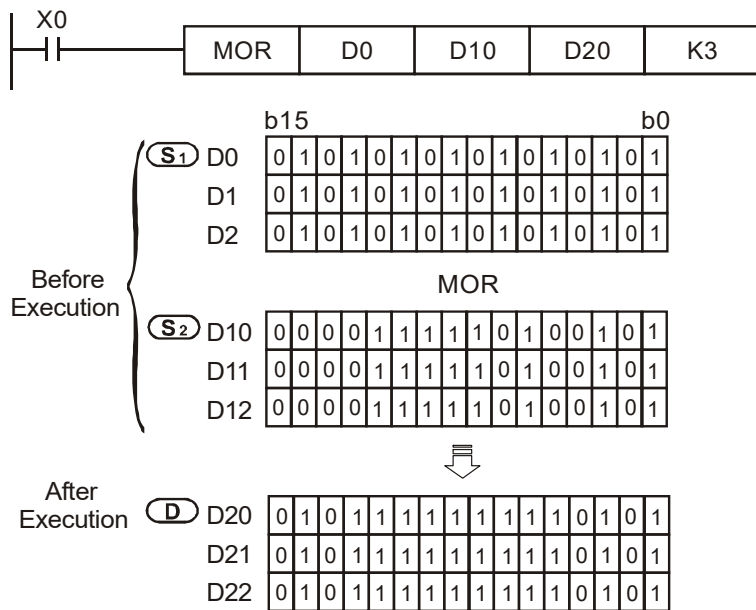 X0
MOR D0 D10 D20 K3
b15 b0
S1 D0 0 1 0 1 0 1 0 1 0 1 0 1 0 1 0 1
D1 0 1 0 1 0 1 0 1 0 1 0 1 0 1 0 1
D2 0 1 0 1 0 1 0 1 0 1 0 1 0 1 0 1
Before
Execution
MOR
S2 D10 0 0 0 0 1 1 1 1 1 0 1 0 0 1 0 1
D11 0 0 0 0 1 1 1 1 1 0 1 0 0 1 0 1
D12 0 0 0 0 1 1 1 1 1 0 1 0 0 1 0 1
After
Execution
D D20 0 1 0 1 1 1 1 1 1 1 1 1 0 1 0 1
D21 0 1 0 1 1 1 1 1 1 1 1 1 0 1 0 1
D22 0 1 0 1 1 1 1 1 1 1 1 1 0 1 0 1